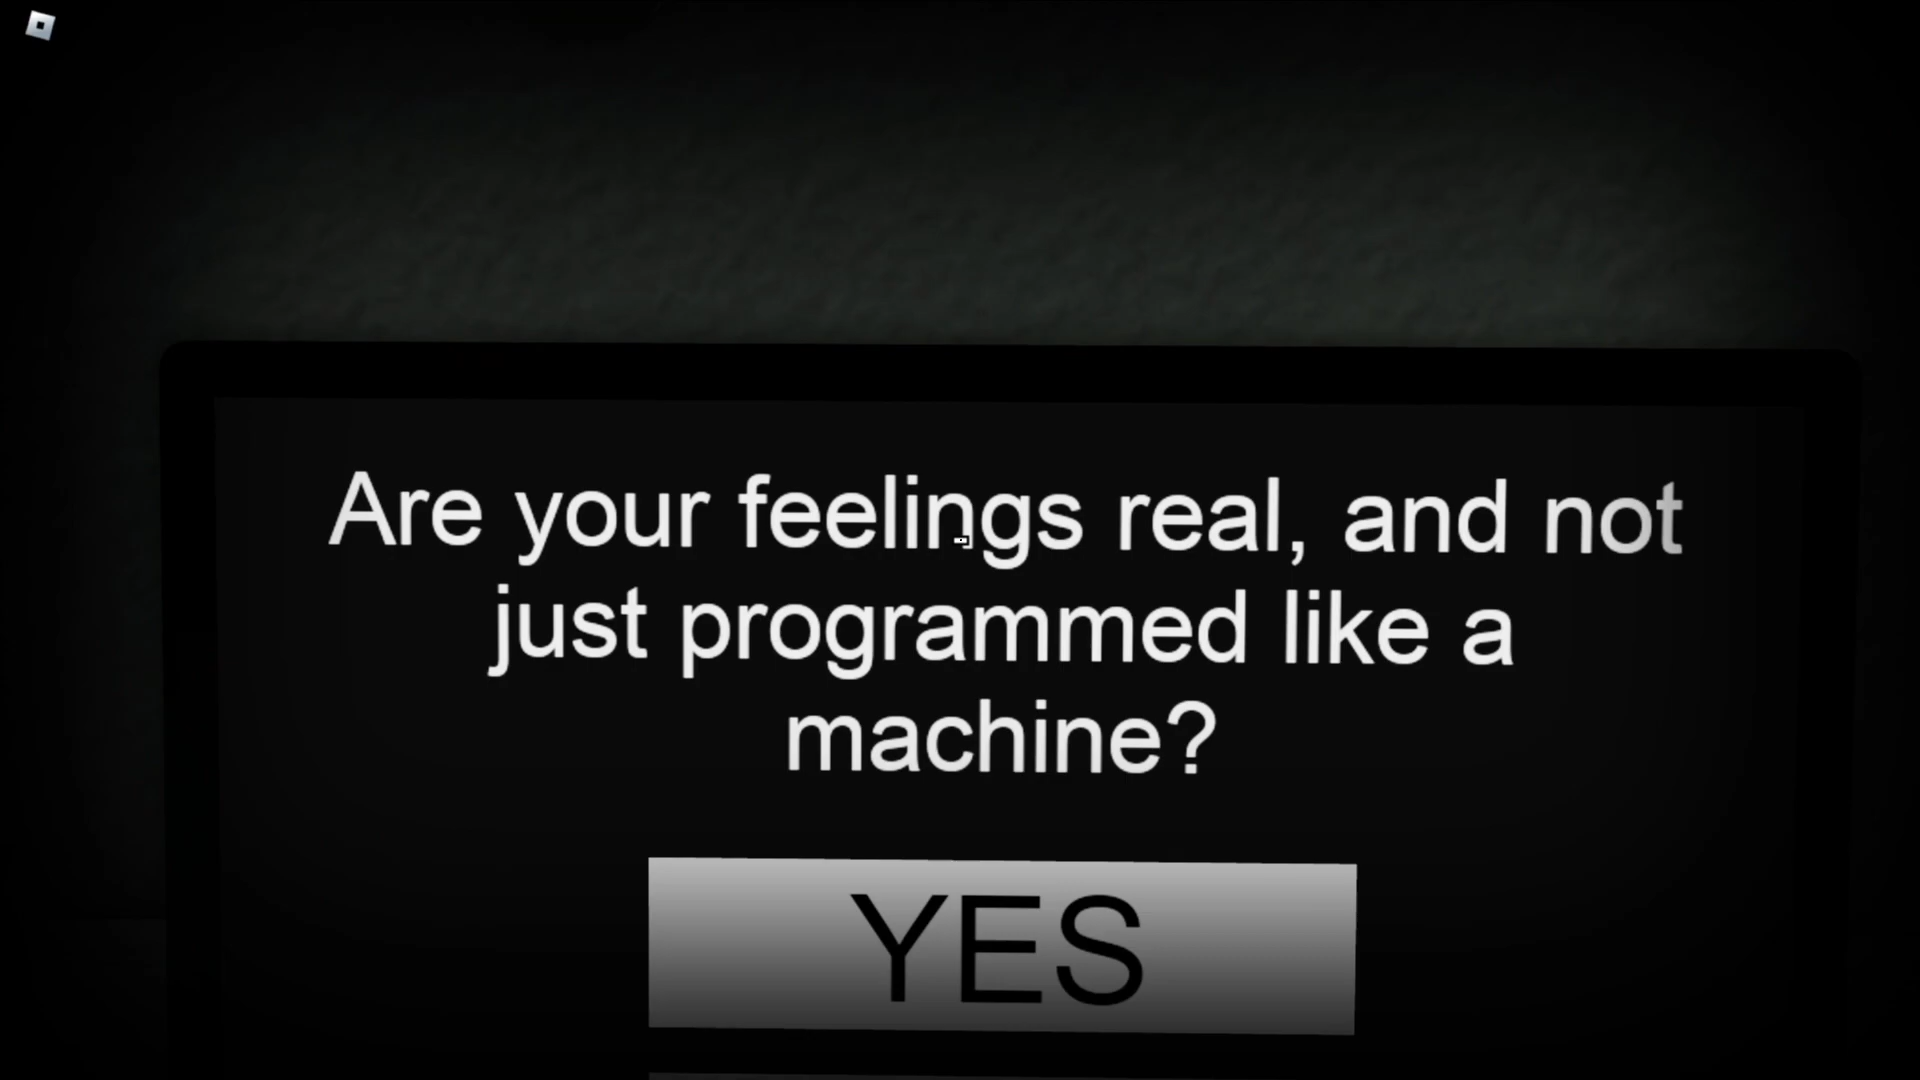 Are your feelings real, and not
just programmed like a
machine?
YES